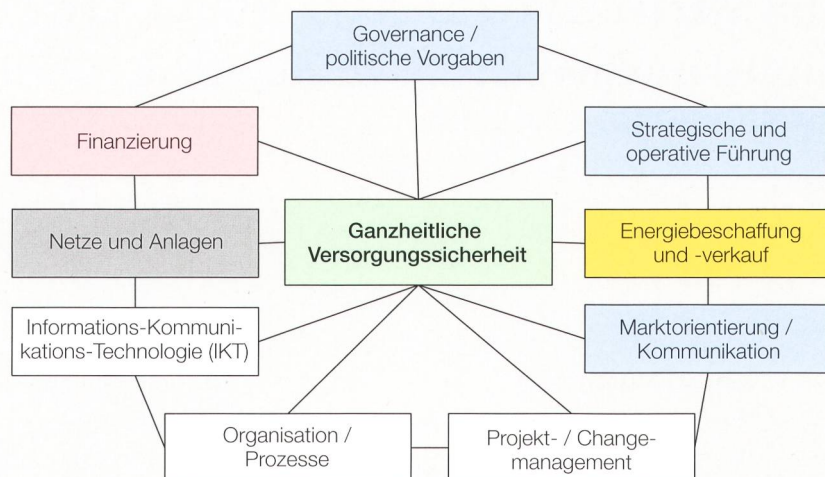 Governance /
politische Vorgaben
Finanzierung
Strategische und
operative Führung
Netze und Anlagen
Ganzheitliche
Versorgungssicherheit
Energiebeschaffung
und -verkauf
Informations-Kommuni-
kations-Technologie (IKT)
Marktorientierung /
Kommunikation
Organisation /
Prozesse
Projekt- / Change-
management